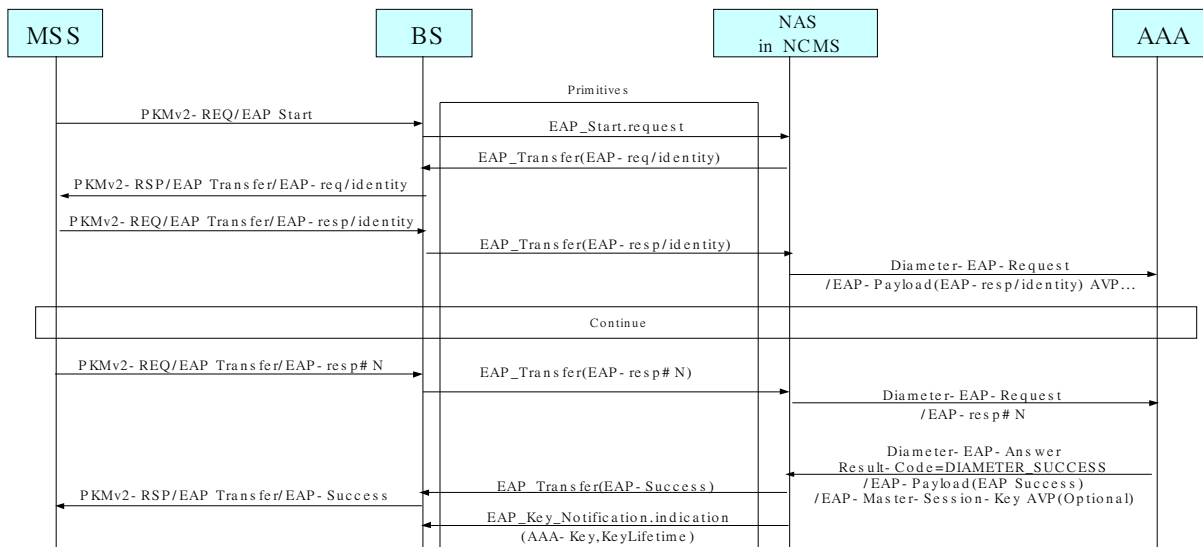 MSS
BS
NAS
in NCMS
AAA
Primitives
PKMv2-REQ/EAP Start
EAP_Start.request
EAP_Transfer(EAP-req/identity)
PKMv2-RSP/EAP Transfer/EAP-req/identity
PKMv2-REQ/EAP Transfer/EAP-resp/identity
EAP_Transfer(EAP-resp/identity)
Diameter-EAP-Request
/EAP-Payload(EAP-resp/identity) AVP...
Continue
PKMv2-REQ/EAP Transfer/EAP-resp#N
EAP_Transfer(EAP-resp#N)
Diameter-EAP-Request
/EAP-resp#N
Diameter-EAP-Answer
Result-Code=DIAMETER_SUCCESS
/EAP-Payload(EAP Success)
/EAP-Master-Session-Key AVP(Optional)
EAP_Transfer(EAP-Success)
PKMv2-RSP/EAP Transfer/EAP-Success
EAP_Key_Notification.indication
(AAA-Key,KeyLifetime)